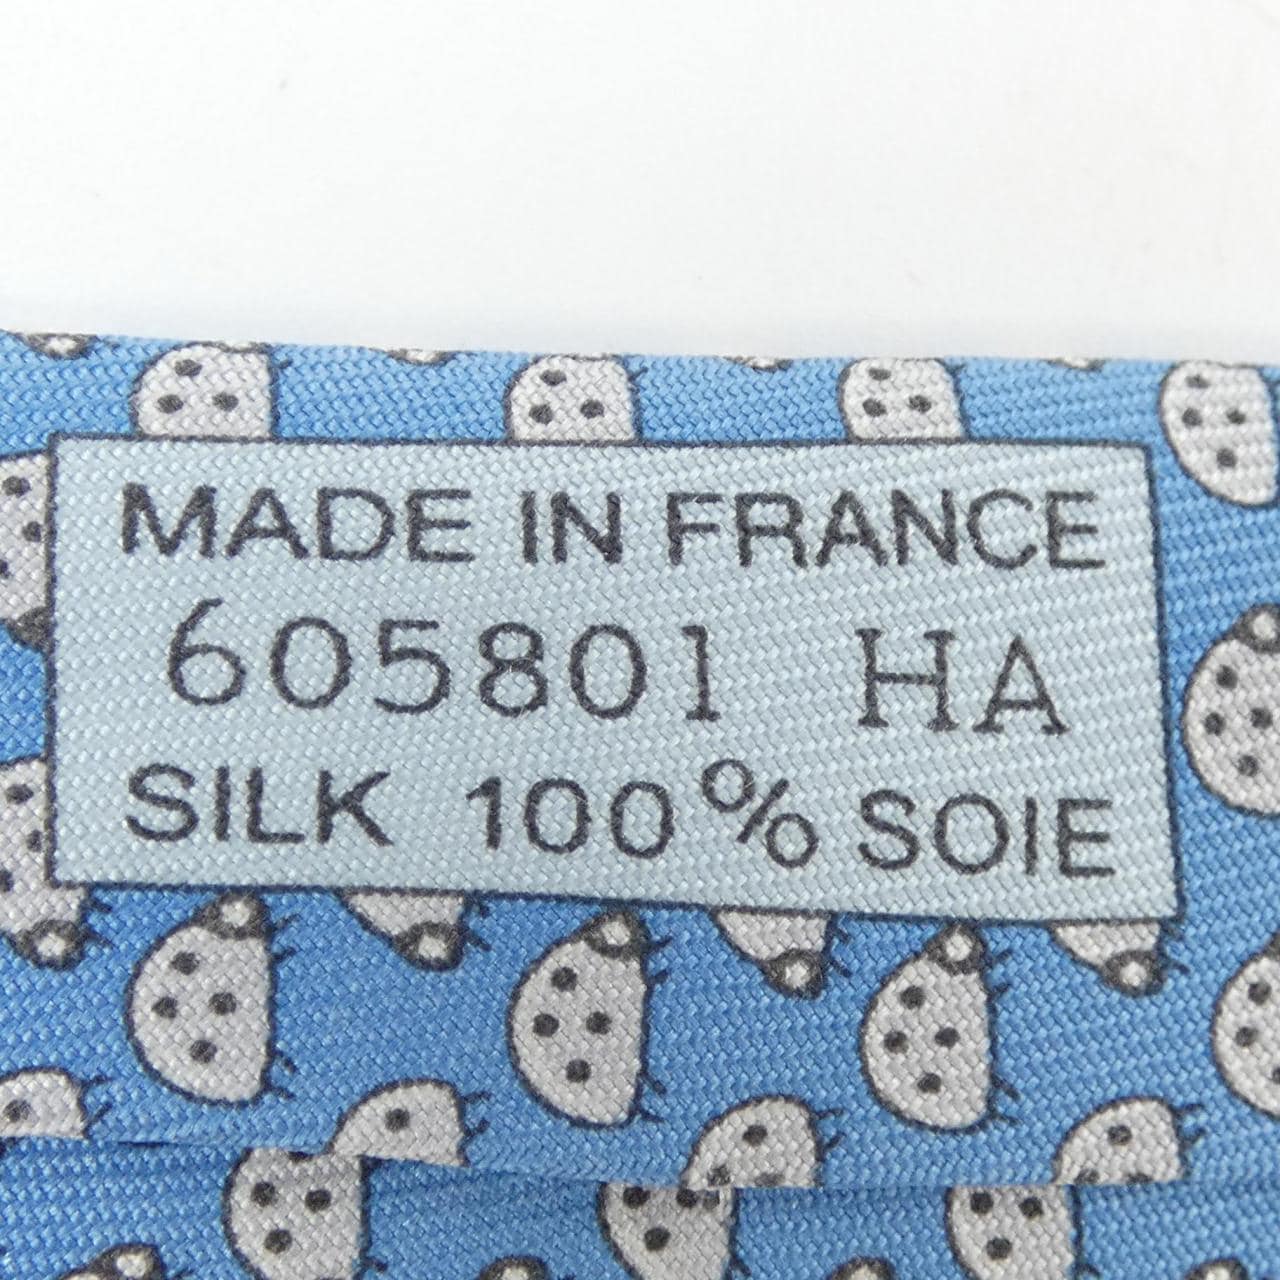 MADE IN FRANCE
605801 HA
SILK 100% SOIE